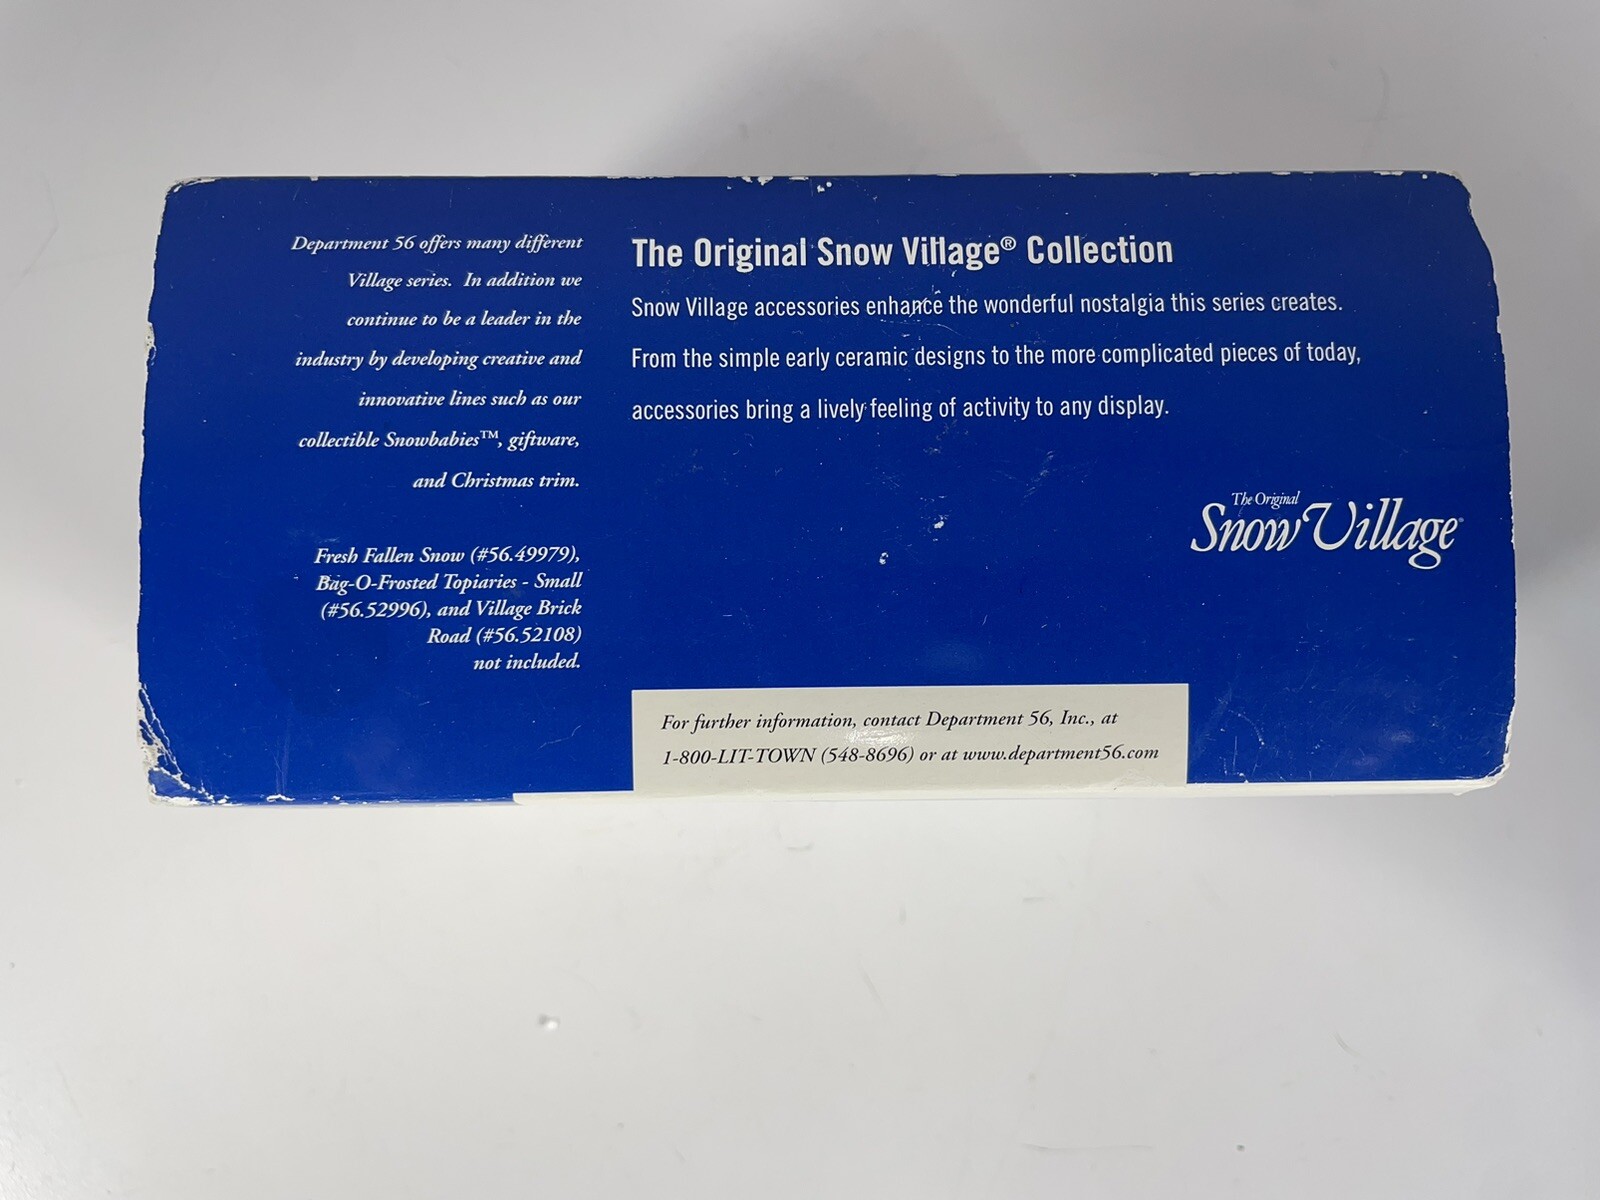 Department 56 offers many different
Village series. In addition we
continue to be a leader in the
industry by developing creative and
innovative lines such as our
collectible Snowbabies™, giftware,
and Christmas trim.
Fresh Fallen Snow (#56.49979),
Bag-O-Frosted Topiaries - Small
(#56.52996), and Village Brick
Road (#56.52108)
not included.
The Original Snow Village® Collection
Snow Village accessories enhance the wonderful nostalgia this series creates.
From the simple early ceramic designs to the more complicated pieces of today,
accessories bring a lively feeling of activity to any display.
The Original
Snow Village®
For further information, contact Department 56, Inc., at
1-800-LIT-TOWN (548-8696) or at www.department56.com